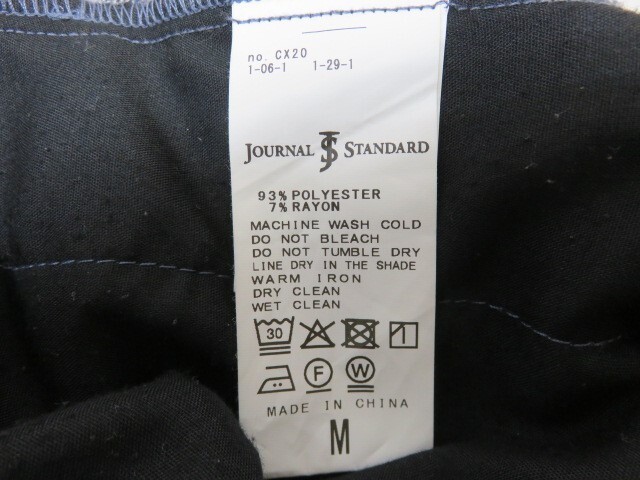 no. CX20
1-06-1 1-29-1
JOURNAL JS STANDARD
93% POLYESTER
7% RAYON
MACHINE WASH COLD
DO NOT BLEACH
DO NOT TUMBLE DRY
LINE DRY IN THE SHADE
WARM IRON
DRY CLEAN
WET CLEAN
30
F W
MADE IN CHINA
M